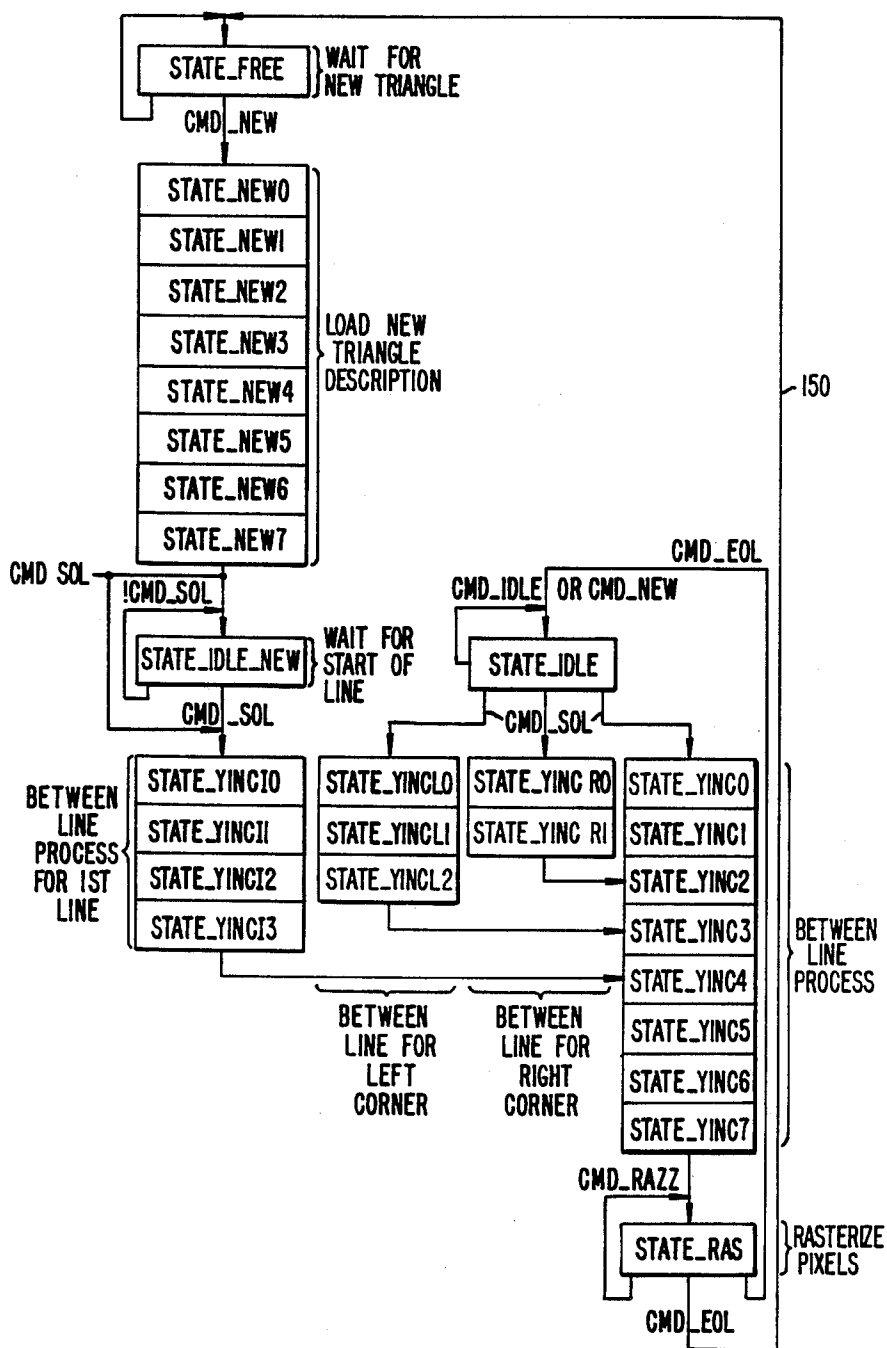 STATE_FREE
WAIT FOR
NEW TRIANGLE
CMD_NEW
STATE_NEW0
STATE_NEW1
STATE_NEW2
STATE_NEW3
STATE_NEW4
STATE_NEW5
STATE_NEW6
STATE_NEW7
LOAD NEW
TRIANGLE
DESCRIPTION
150
CMD SOL
!CMD_SOL
STATE_IDLE_NEW
WAIT FOR
START OF
LINE
CMD_SOL
CMD_EOL
CMD_IDLE OR CMD_NEW
STATE_IDLE
CMD_SOL
BETWEEN
LINE
PROCESS
FOR 1ST
LINE
STATE_YINCI0
STATE_YINCI1
STATE_YINCI2
STATE_YINCI3
STATE_YINCL0
STATE_YINCL1
STATE_YINCL2
STATE_YINC R0
STATE_YINC R1
STATE_YINC0
STATE_YINC1
STATE_YINC2
STATE_YINC3
STATE_YINC4
STATE_YINC5
STATE_YINC6
STATE_YINC7
BETWEEN
LINE
PROCESS
BETWEEN
LINE FOR
LEFT
CORNER
BETWEEN
LINE FOR
RIGHT
CORNER
CMD_RAZZ
STATE_RAS
RASTERIZE
PIXELS
CMD_EOL